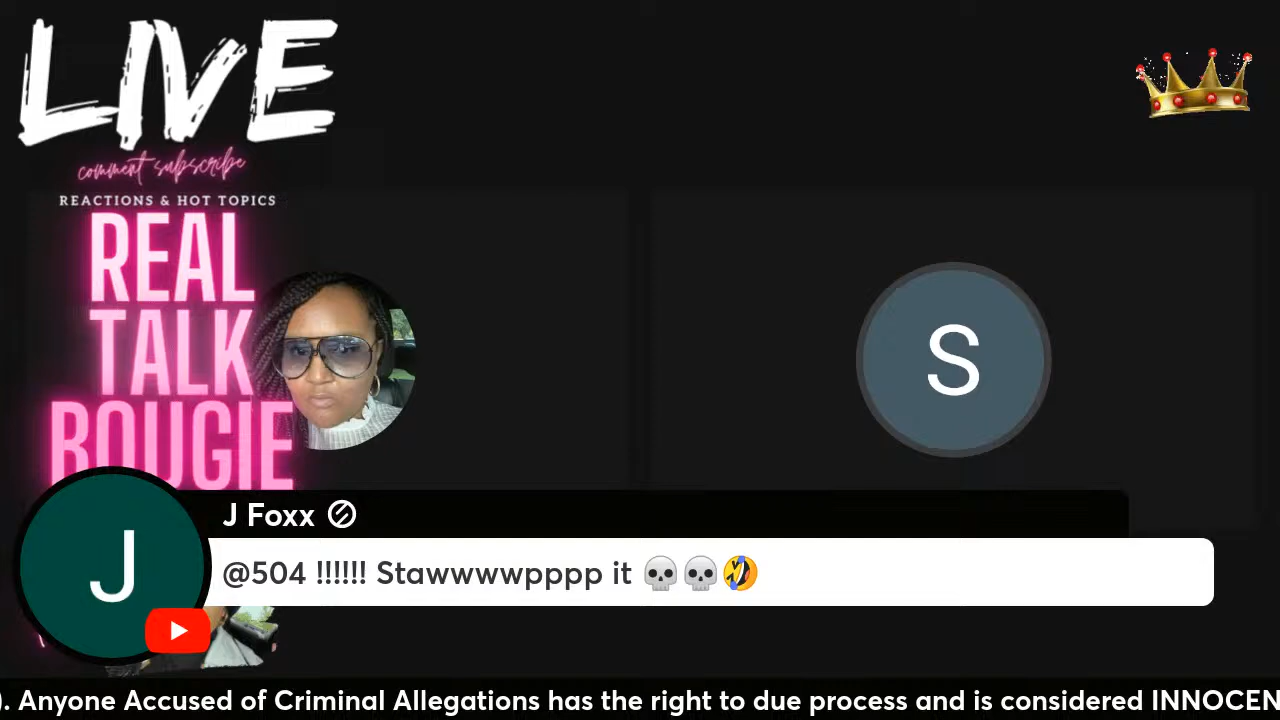 LIVE
comment subscribe
REACTIONS & HOT TOPICS
REAL
TALK
BOUGIE
S
J
J Foxx
@504 !!!!!! Stawwwwpppp it 💀💀🤣
). Anyone Accused of Criminal Allegations has the right to due process and is considered INNOCEN